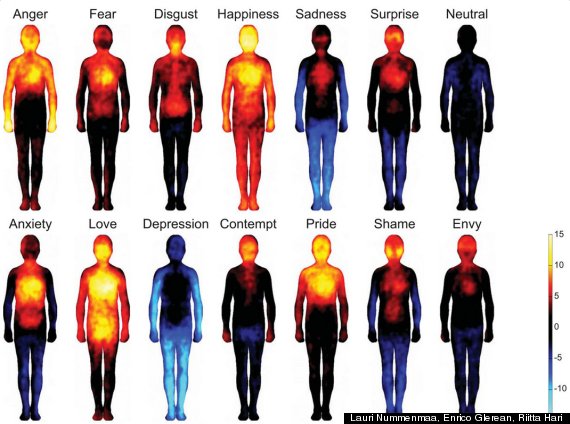 Anger Fear Disgust Happiness Sadness Surprise Neutral
Anxiety Love Depression Contempt Pride Shame Envy
15
10
5
0
-5
-10
Lauri Nummenmaa, Enrico Glerean, Riitta Hari